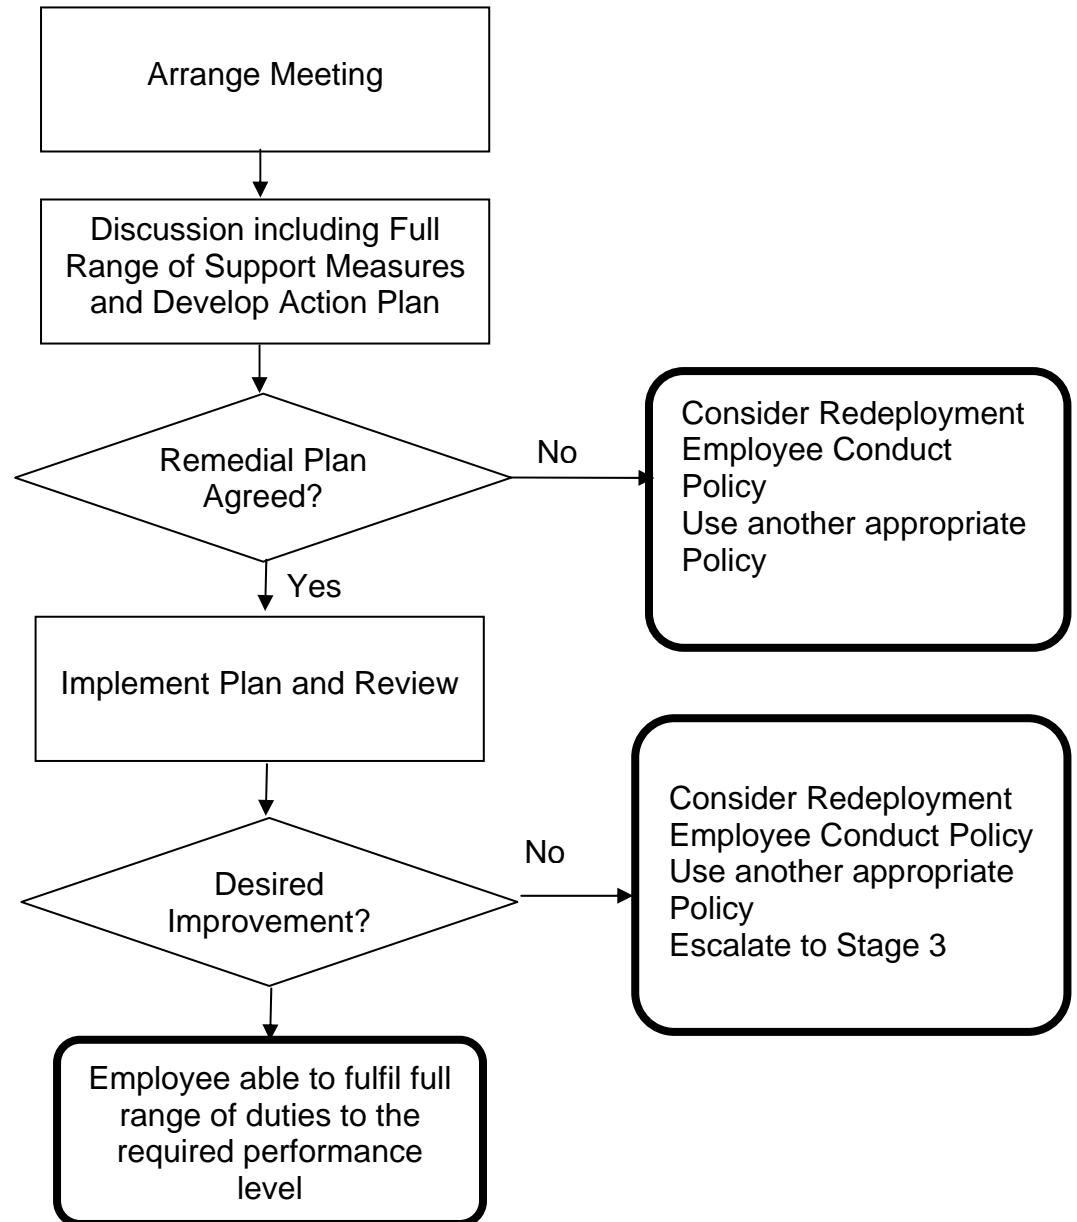 Arrange Meeting
Discussion including Full
Range of Support Measures
and Develop Action Plan
Remedial Plan
Agreed?
No
Consider Redeployment
Employee Conduct
Policy
Use another appropriate
Policy
Yes
Implement Plan and Review
Desired
Improvement?
No
Consider Redeployment
Employee Conduct Policy
Use another appropriate
Policy
Escalate to Stage 3
Employee able to fulfil full
range of duties to the
required performance
level